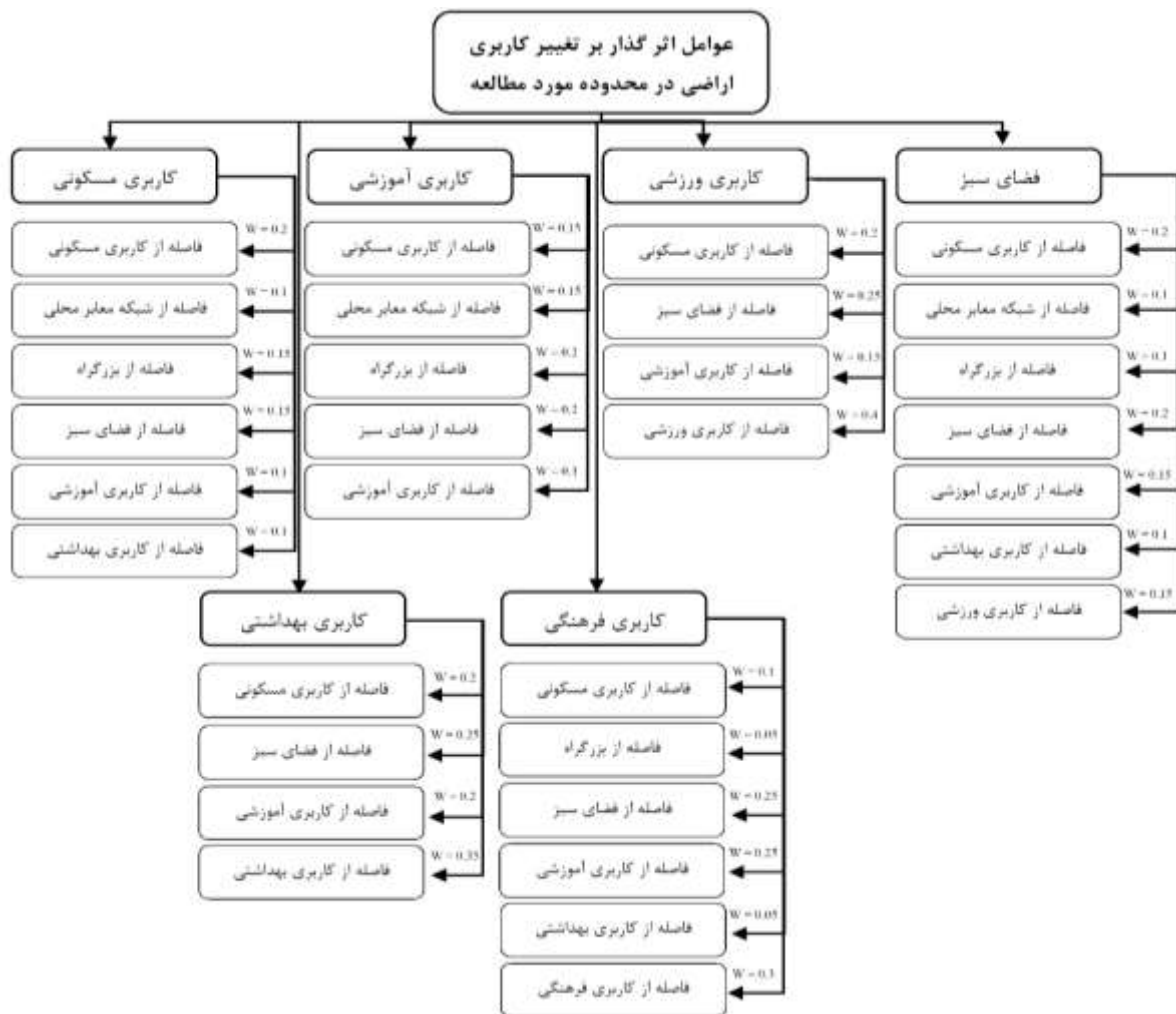 عوامل اثر گذار بر تغییر کاربری
اراضی در محدوده مورد مطالعه
فضای سبز
W = 0.2
فاصله از کاربری مسکونی
W = 0.1
فاصله از شبکه معابر محلی
W = 0.1
فاصله از بزرگراه
W = 0.2
فاصله از فضای سبز
W = 0.15
فاصله از کاربری آموزشی
W = 0.1
فاصله از کاربری بهداشتی
W = 0.15
فاصله از کاربری ورزشی
کاربری ورزشی
W = 0.2
فاصله از کاربری مسکونی
W = 0.25
فاصله از فضای سبز
W = 0.15
فاصله از کاربری آموزشی
W = 0.4
فاصله از کاربری ورزشی
کاربری آموزشی
W = 0.15
فاصله از کاربری مسکونی
W = 0.15
فاصله از شبکه معابر محلی
فاصله از بزرگراه
فاصله از فضای سبز
فاصله از کاربری آموزشی
کاربری مسکونی
W = 0.2
فاصله از کاربری مسکونی
W = 0.1
فاصله از شبکه معابر محلی
W = 0.15
فاصله از بزرگراه
W = 0.15
فاصله از فضای سبز
W = 0.1
فاصله از کاربری آموزشی
W = 0.1
فاصله از کاربری بهداشتی
کاربری فرهنگی
W = 0.1
فاصله از کاربری مسکونی
W = 0.05
فاصله از بزرگراه
W = 0.25
فاصله از فضای سبز
W = 0.25
فاصله از کاربری آموزشی
W = 0.05
فاصله از کاربری بهداشتی
W = 0.3
فاصله از کاربری فرهنگی
کاربری بهداشتی
W = 0.2
فاصله از کاربری مسکونی
W = 0.25
فاصله از فضای سبز
W = 0.2
فاصله از کاربری آموزشی
W = 0.35
فاصله از کاربری بهداشتی